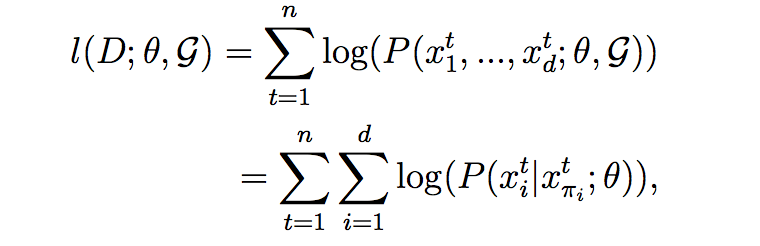 l(D; θ, 𝒢) = ∑_{t=1}^{n} log(P(x_1^t, ..., x_d^t; θ, 𝒢))
= ∑_{t=1}^{n} ∑_{i=1}^{d} log(P(x_i^t|x_{π_i}^t; θ)),